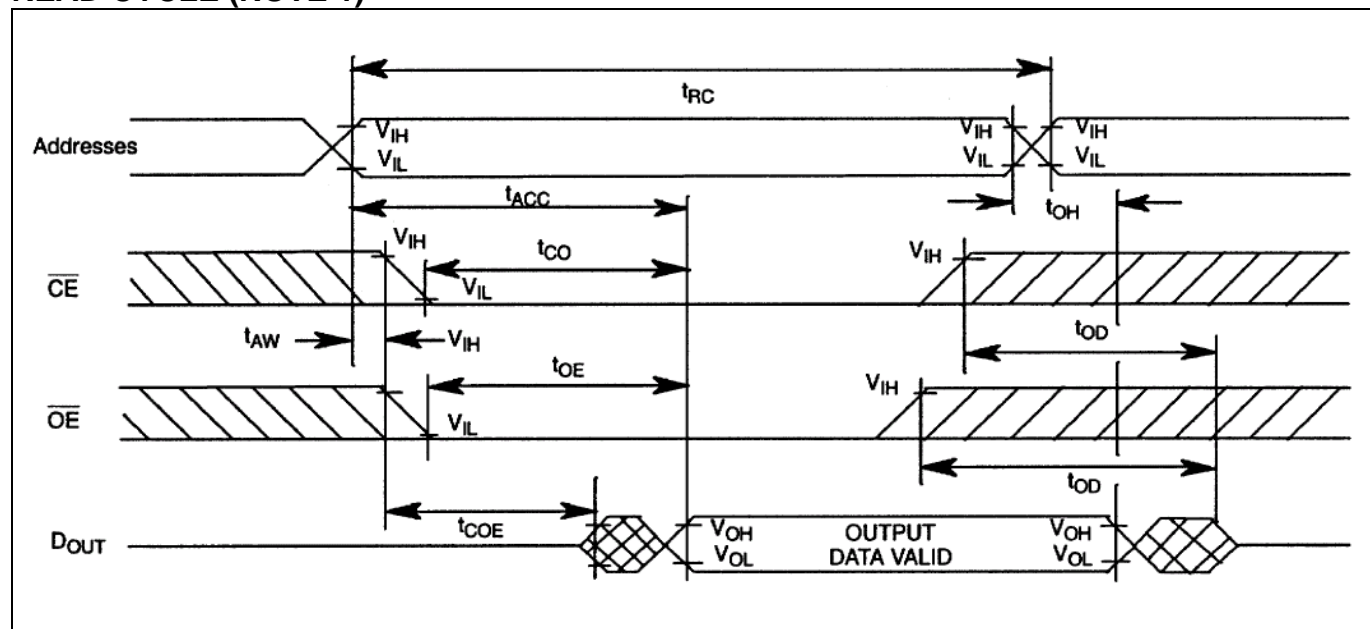 READ CYCLE (NOTE 1)
tRC
Addresses
VIH
VIL
VIH
VIL
VIH
VIL
tACC
tOH
CE
VIH
VIL
tCO
VIH
tAW
VIH
tOE
tOD
OE
VIL
VIH
tOD
tCOE
DOUT
VOH
VOL
OUTPUT
DATA VALID
VOH
VOL